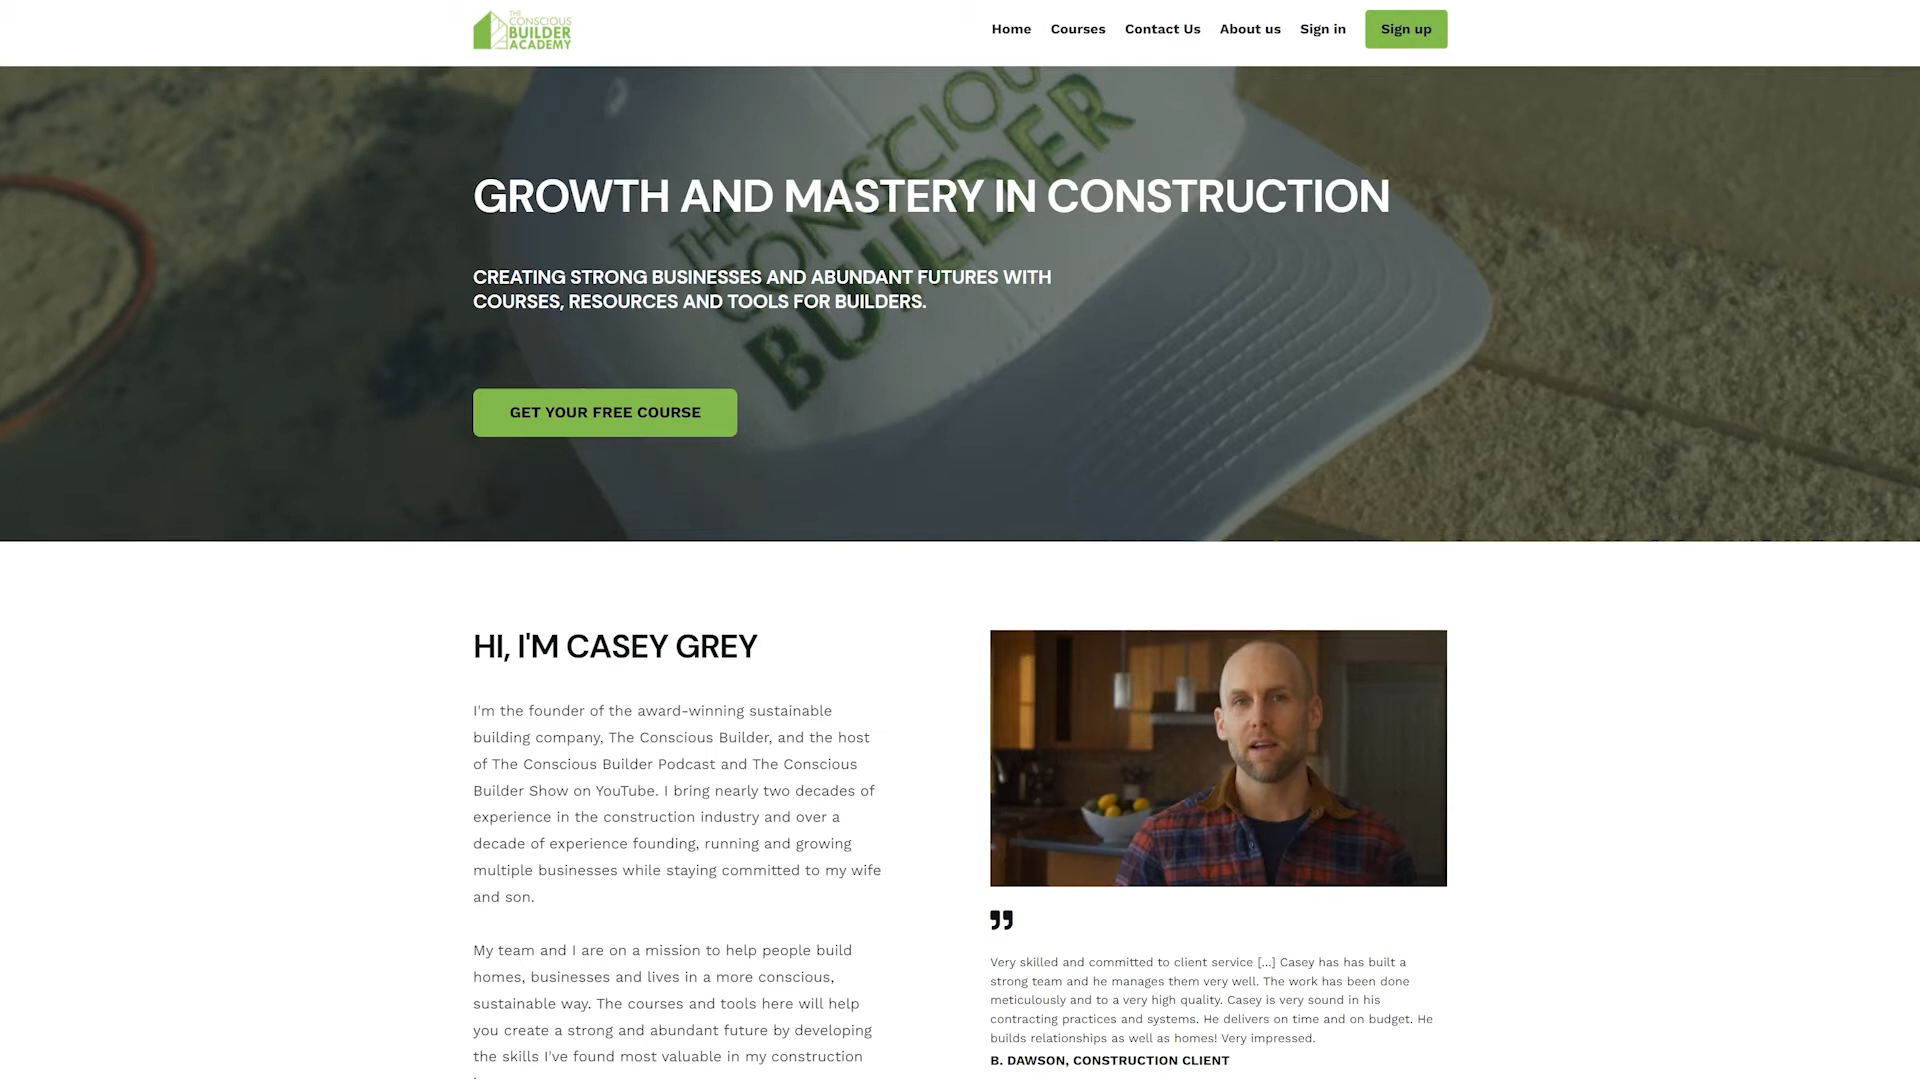 THE
CONSCIOUS
BUILDER
ACADEMY
Home
Courses
Contact Us
About us
Sign in
Sign up
THE
CONSCIOU
BUILDER
THE
CONSCIOUS
BUILDER
GROWTH AND MASTERY IN CONSTRUCTION
CREATING STRONG BUSINESSES AND ABUNDANT FUTURES WITH
COURSES, RESOURCES AND TOOLS FOR BUILDERS.
GET YOUR FREE COURSE
HI, I'M CASEY GREY
I'm the founder of the award-winning sustainable
building company, The Conscious Builder, and the host
of The Conscious Builder Podcast and The Conscious
Builder Show on YouTube. I bring nearly two decades of
experience in the construction industry and over a
decade of experience founding, running and growing
multiple businesses while staying committed to my wife
and son.
My team and I are on a mission to help people build
homes, businesses and lives in a more conscious,
sustainable way. The courses and tools here will help
you create a strong and abundant future by developing
the skills I've found most valuable in my construction
Very skilled and committed to client service [...] Casey has has built a
strong team and he manages them very well. The work has been done
meticulously and to a very high quality. Casey is very sound in his
contracting practices and systems. He delivers on time and on budget. He
builds relationships as well as homes! Very impressed.
B. DAWSON, CONSTRUCTION CLIENT